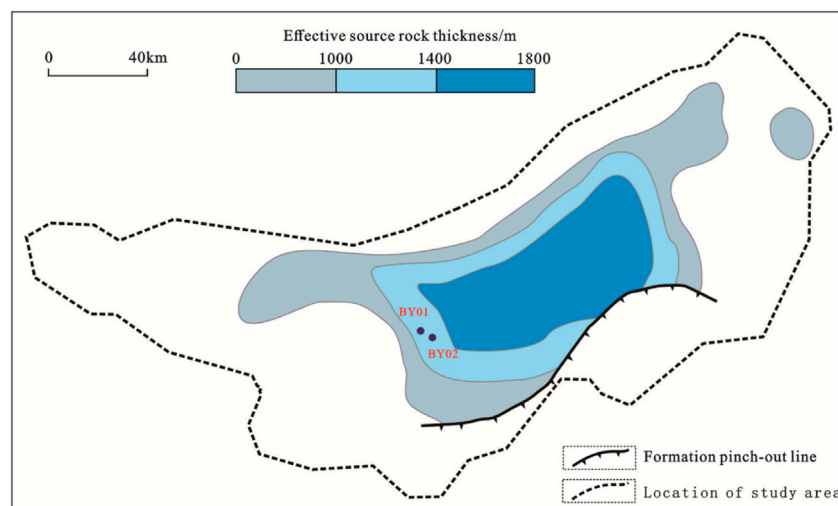 Effective source rock thickness/m
0 40km
0 1000 1400 1800
BY01
BY02
Formation pinch-out line
Location of study area